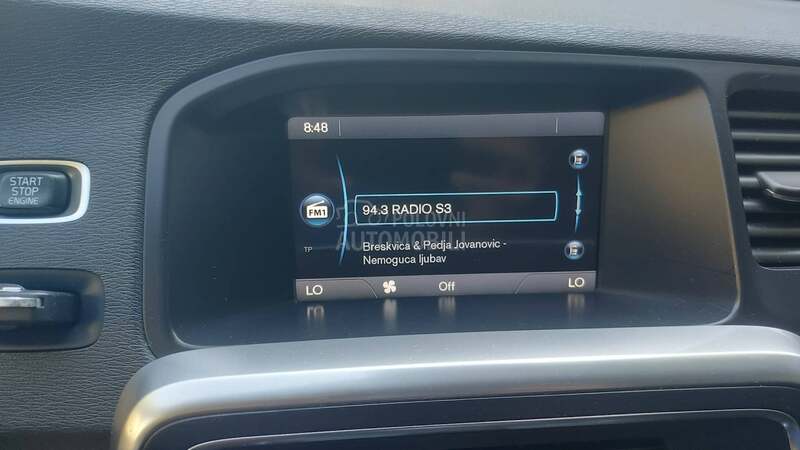 8:48
START
STOP
ENGINE
FM1
94.3 RADIO S3
POLOVNI
AUTOMOBILI
TP
Breskvica & Pedja Jovanovic -
Nemoguca ljubav
LO
Off
LO